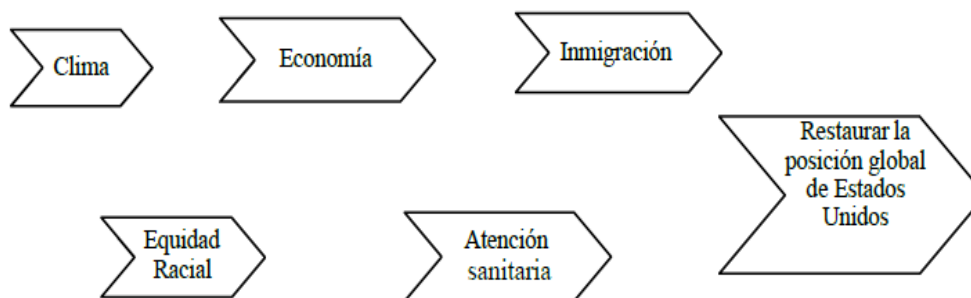 Clima
Economía
Inmigración
Restaurar la
posición global
de Estados
Unidos
Equidad
Racial
Atención
sanitaria